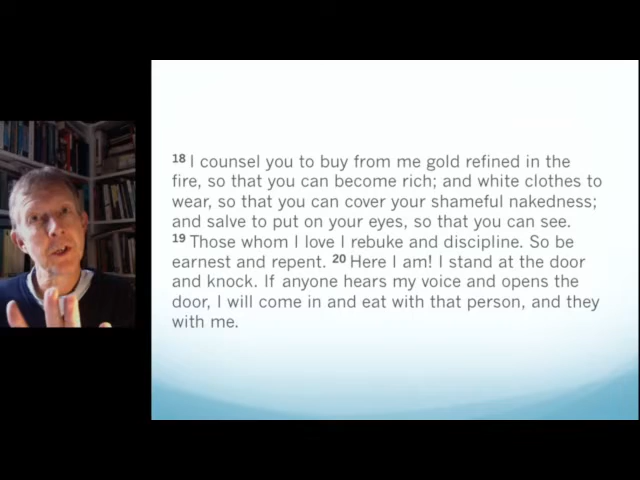 18 I counsel you to buy from me gold refined in the
fire, so that you can become rich; and white clothes to
wear, so that you can cover your shameful nakedness;
and salve to put on your eyes, so that you can see.
19 Those whom I love I rebuke and discipline. So be
earnest and repent. 20 Here I am! I stand at the door
and knock. If anyone hears my voice and opens the
door, I will come in and eat with that person, and they
with me.